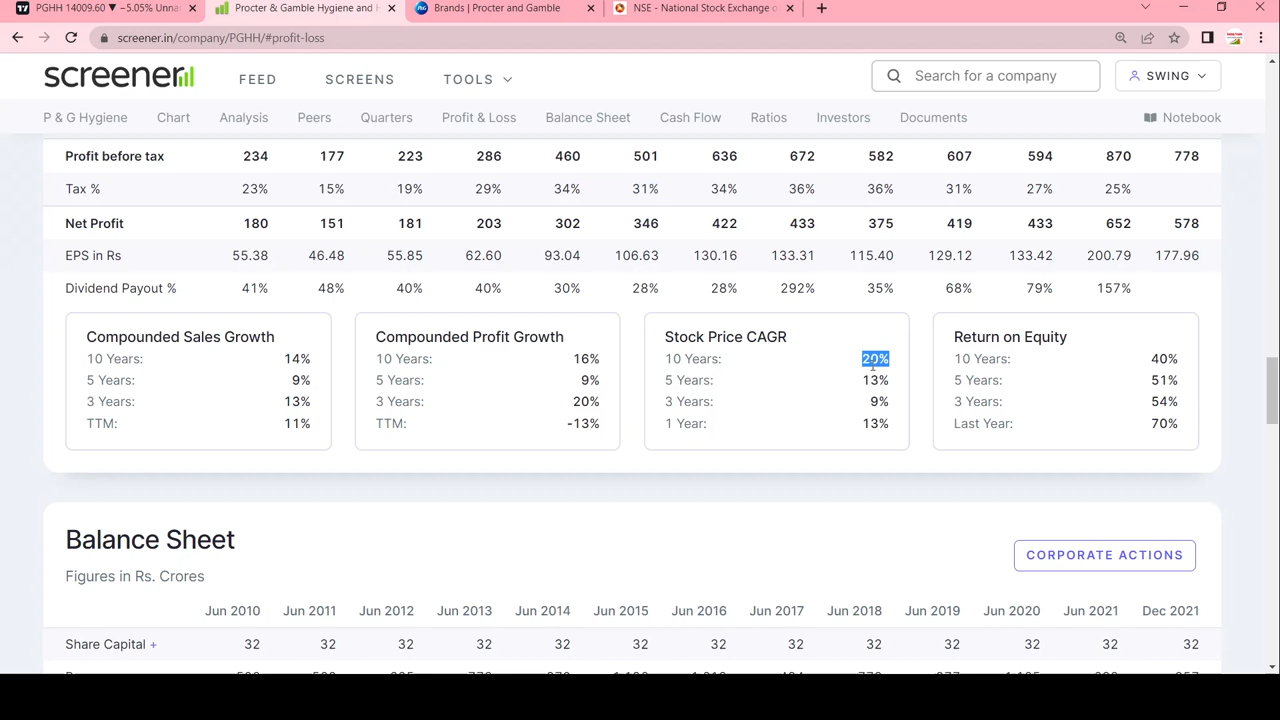 PGHH 14009.60 ▼ −5.05% Unna
Procter & Gamble Hygiene and H
Brands | Procter and Gamble
NSE - National Stock Exchange o
screener.in/company/PGHH/#profit-loss
screener
FEED
SCREENS
TOOLS
Search for a company
SWING
P & G Hygiene
Chart
Analysis
Peers
Quarters
Profit & Loss
Balance Sheet
Cash Flow
Ratios
Investors
Documents
Notebook
Profit before tax 234 177 223 286 460 501 636 672 582 607 594 870 778
Tax % 23% 15% 19% 29% 34% 31% 34% 36% 36% 31% 27% 25%
Net Profit 180 151 181 203 302 346 422 433 375 419 433 652 578
EPS in Rs 55.38 46.48 55.85 62.60 93.04 106.63 130.16 133.31 115.40 129.12 133.42 200.79 177.96
Dividend Payout % 41% 48% 40% 40% 30% 28% 28% 292% 35% 68% 79% 157%
Compounded Sales Growth
10 Years: 14%
5 Years: 9%
3 Years: 13%
TTM: 11%
Compounded Profit Growth
10 Years: 16%
5 Years: 9%
3 Years: 20%
TTM: -13%
Stock Price CAGR
10 Years: 20%
5 Years: 13%
3 Years: 9%
1 Year: 13%
Return on Equity
10 Years: 40%
5 Years: 51%
3 Years: 54%
Last Year: 70%
Balance Sheet
CORPORATE ACTIONS
Figures in Rs. Crores
Jun 2010 Jun 2011 Jun 2012 Jun 2013 Jun 2014 Jun 2015 Jun 2016 Jun 2017 Jun 2018 Jun 2019 Jun 2020 Jun 2021 Dec 2021
Share Capital + 32 32 32 32 32 32 32 32 32 32 32 32 32